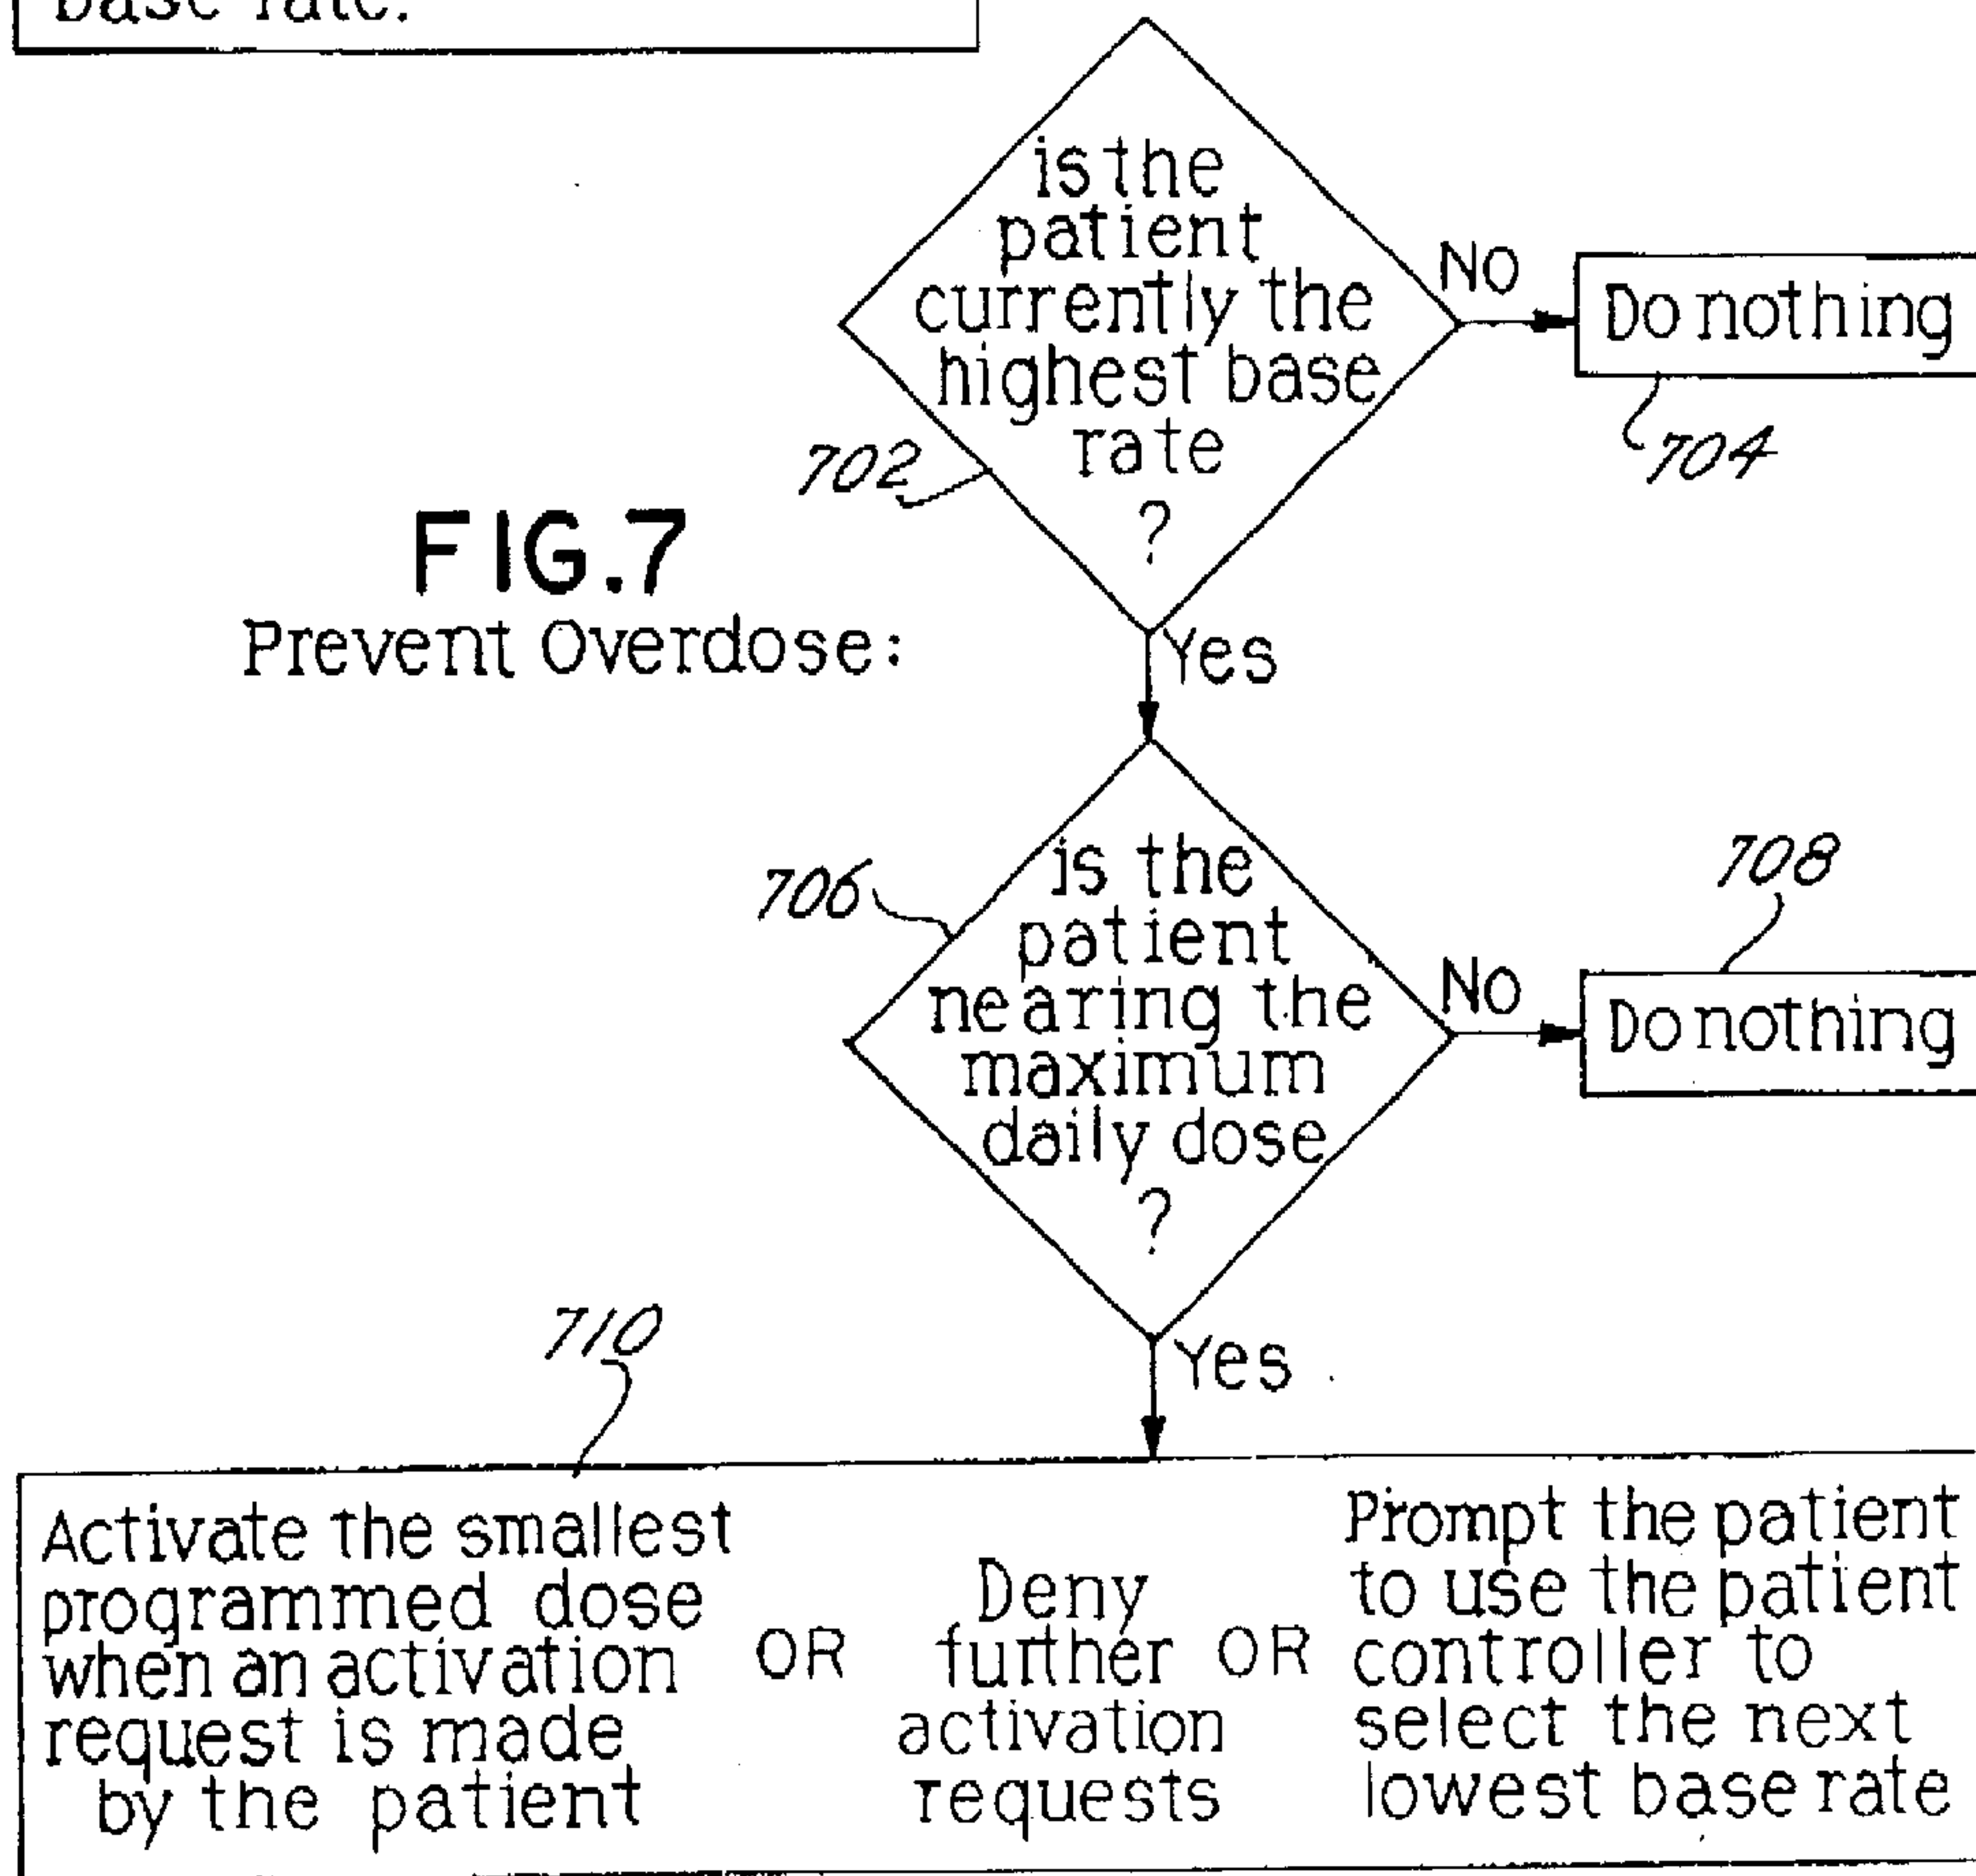 base rate.
is the
patient
currently the
highest base
rate
?
NO
Do nothing
704
702
FIG.7
Prevent Overdose:
Yes
is the
patient
nearing the
maximum
daily dose
?
706
NO
708
Do nothing
Yes
710
Activate the smallest
programmed dose
when an activation
request is made
by the patient
OR
Deny
further
activation
requests
OR
Prompt the patient
to use the patient
controller to
select the next
lowest base rate